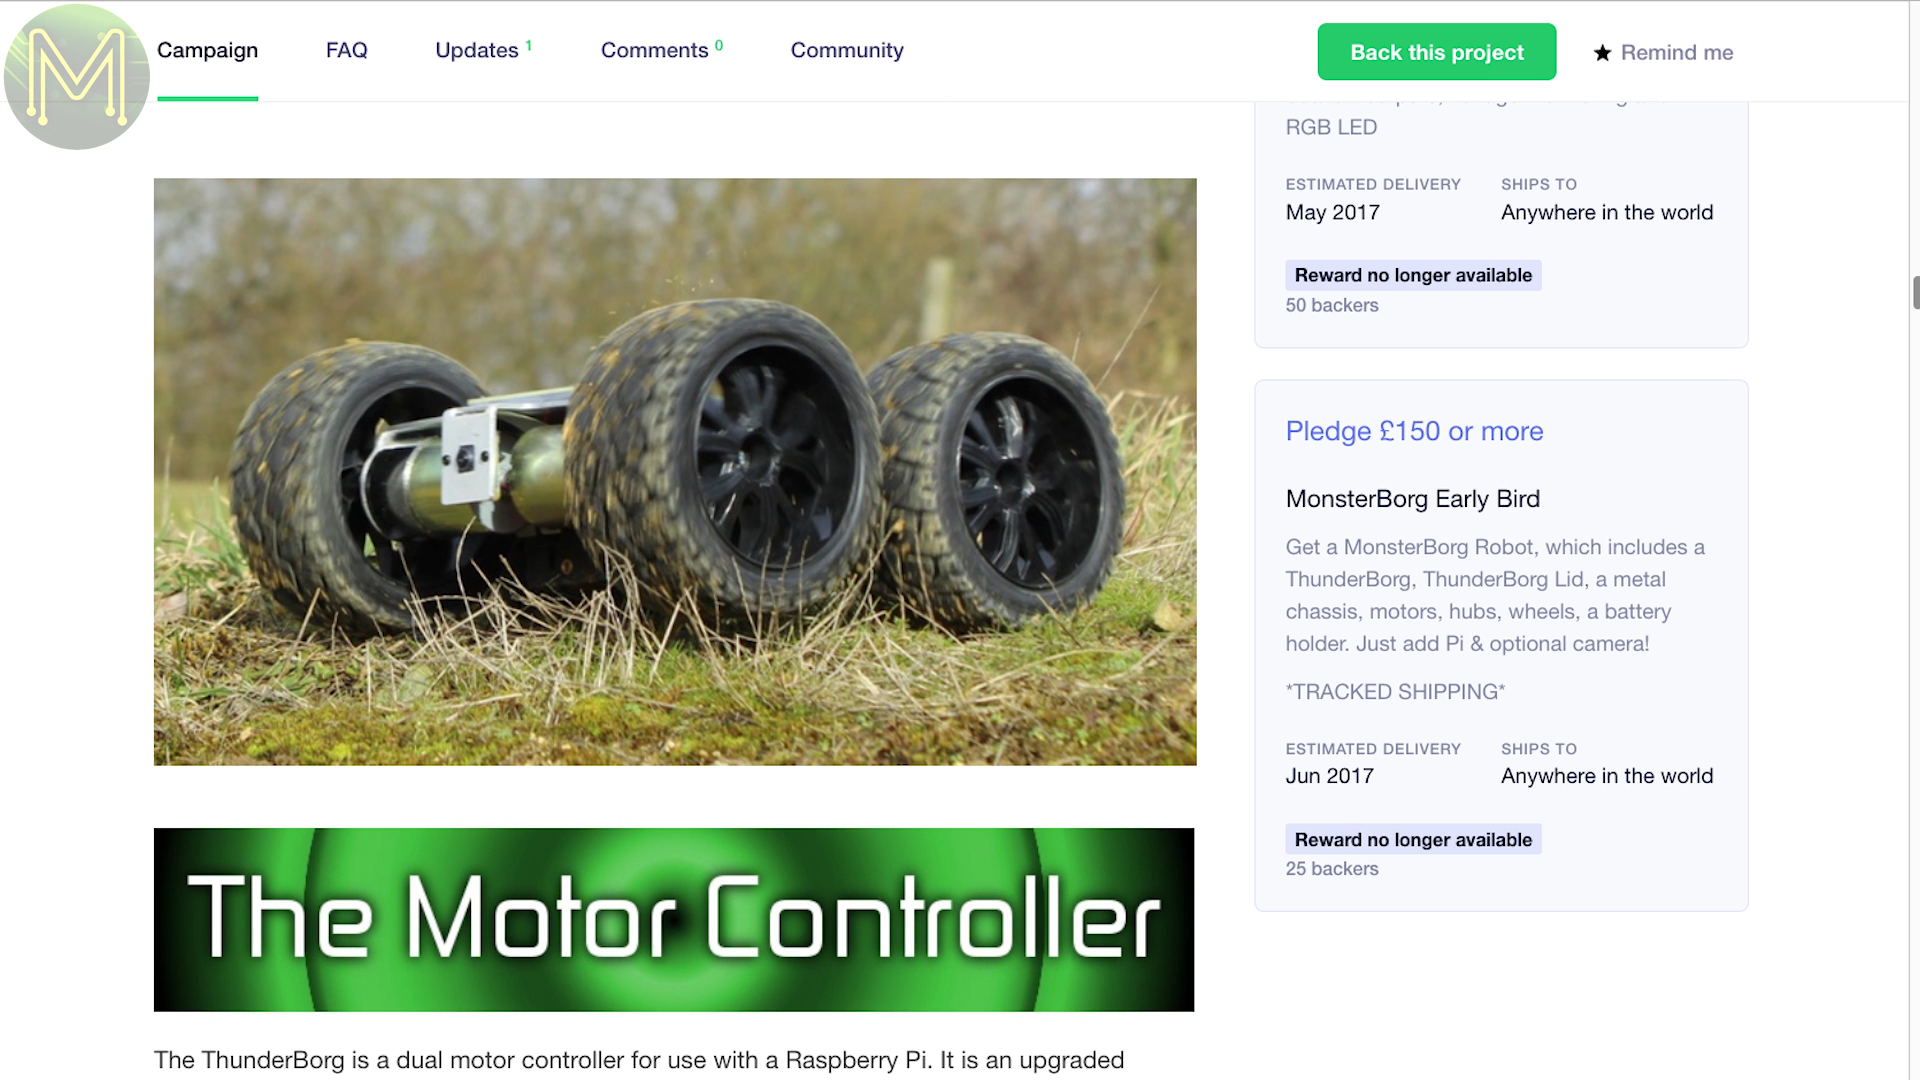 M
Campaign
FAQ
Updates 1
Comments 0
Community
Back this project
★ Remind me
RGB LED
ESTIMATED DELIVERY
May 2017
SHIPS TO
Anywhere in the world
Reward no longer available
50 backers
Pledge £150 or more
MonsterBorg Early Bird
Get a MonsterBorg Robot, which includes a
ThunderBorg, ThunderBorg Lid, a metal
chassis, motors, hubs, wheels, a battery
holder. Just add Pi & optional camera!
*TRACKED SHIPPING*
ESTIMATED DELIVERY
Jun 2017
SHIPS TO
Anywhere in the world
Reward no longer available
25 backers
The Motor Controller
The ThunderBorg is a dual motor controller for use with a Raspberry Pi. It is an upgraded